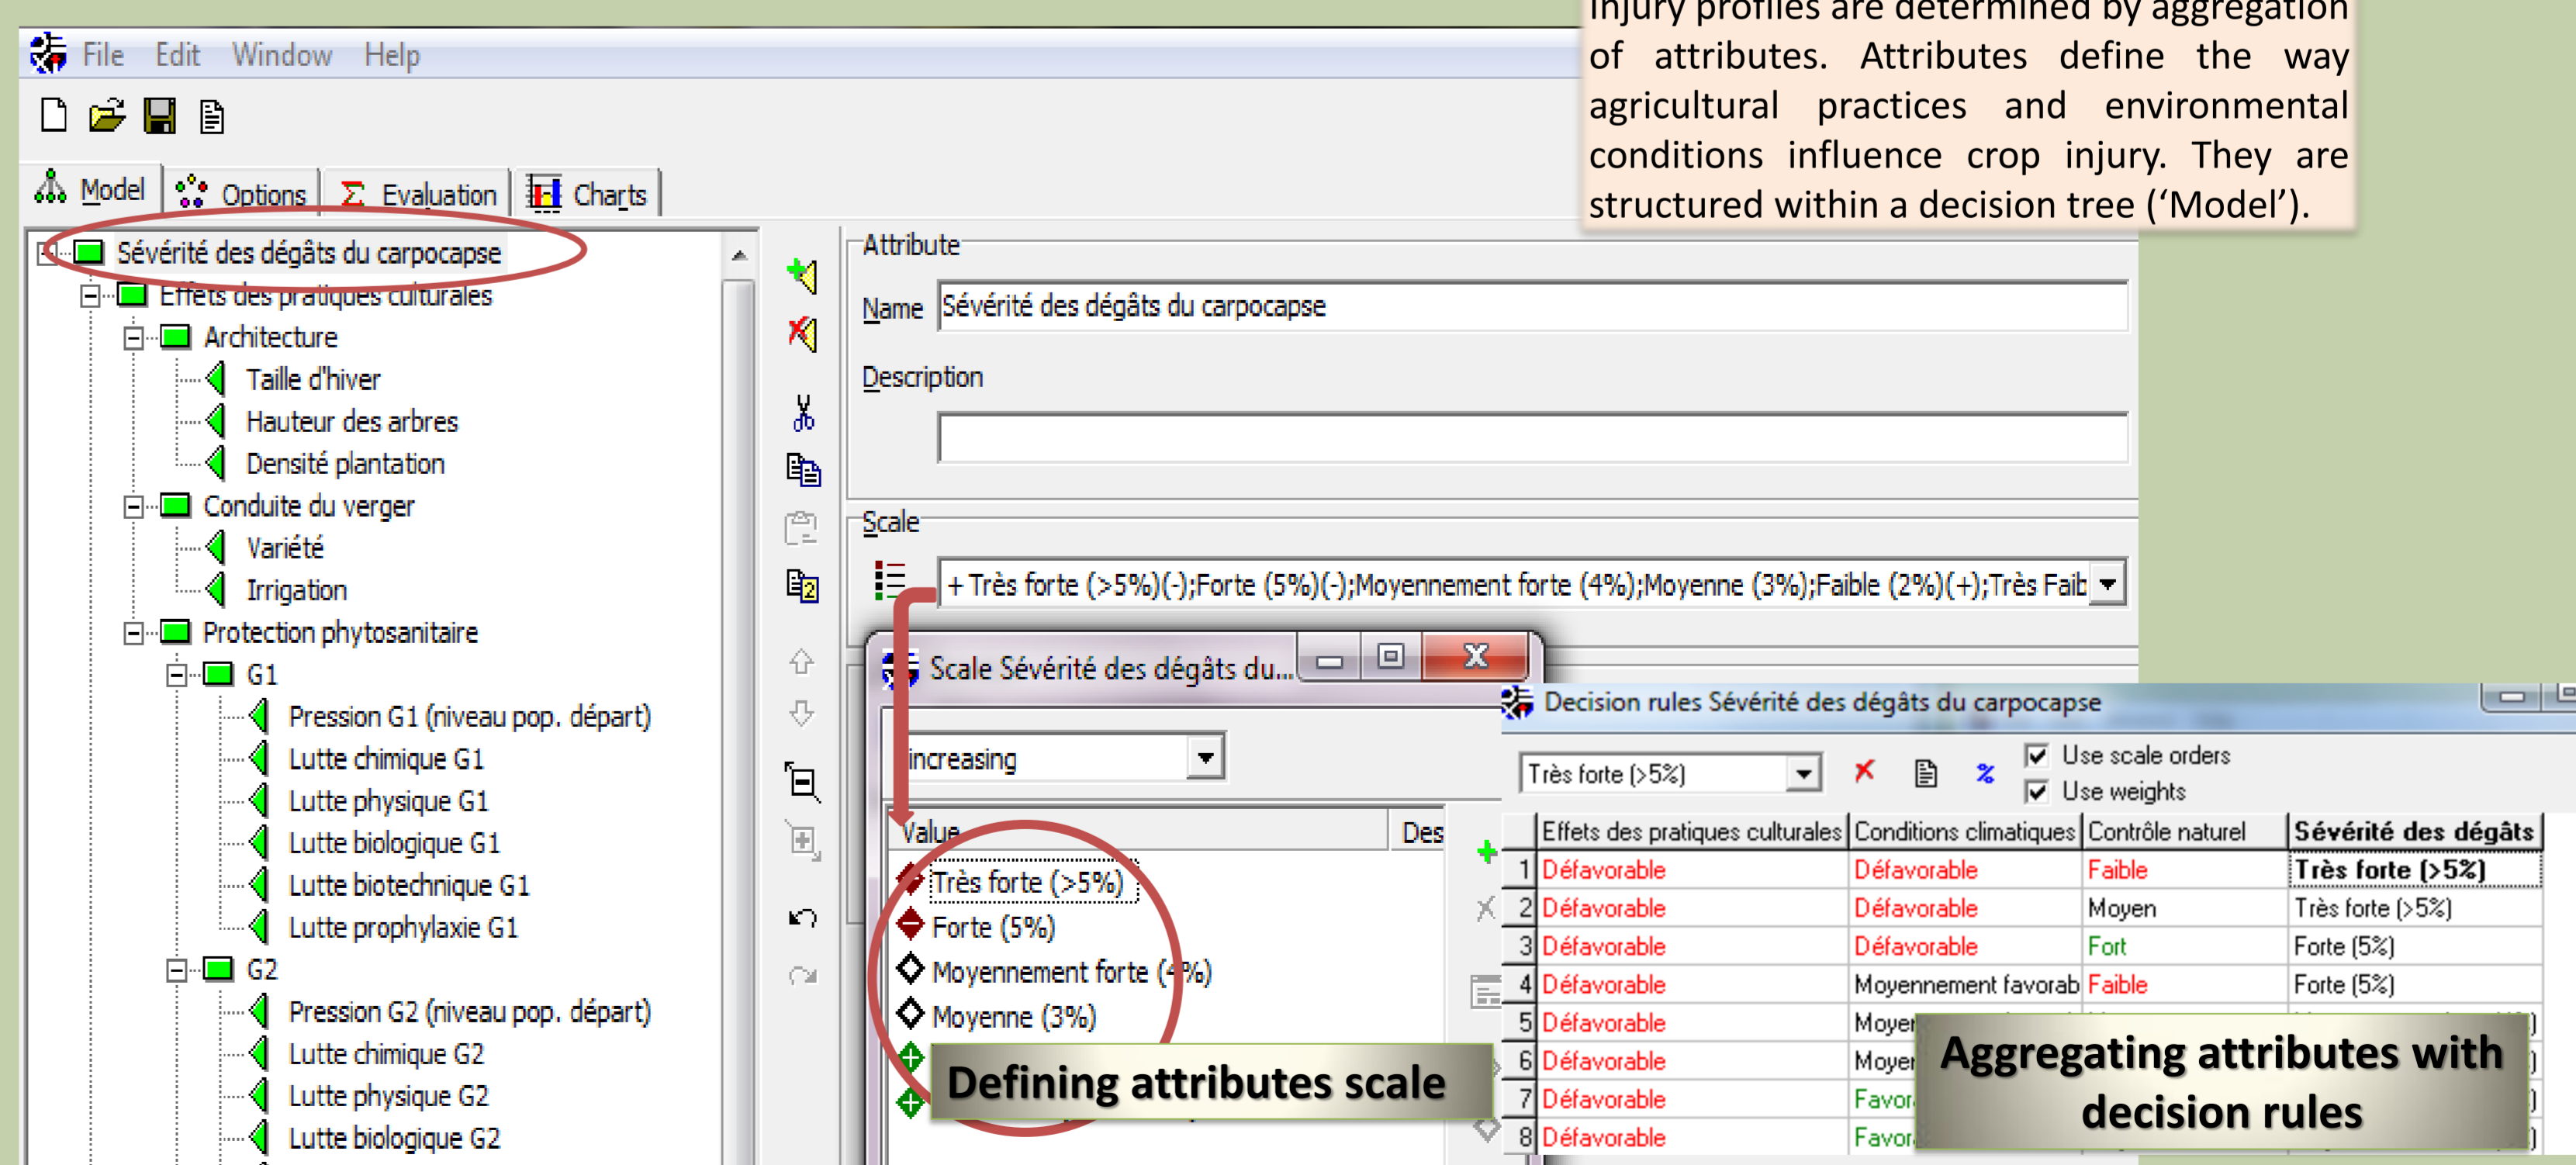 Injury profiles are determined by aggregation
of attributes. Attributes define the way
agricultural practices and environmental
conditions influence crop injury. They are
structured within a decision tree (‘Model’).
File Edit Window Help
Model Options Σ Evaluation Charts
Sévérité des dégâts du carpocapse
Effets des pratiques culturales
Architecture
Taille d'hiver
Hauteur des arbres
Densité plantation
Conduite du verger
Variété
Irrigation
Protection phytosanitaire
G1
Pression G1 (niveau pop. départ)
Lutte chimique G1
Lutte physique G1
Lutte biologique G1
Lutte biotechnique G1
Lutte prophylaxie G1
G2
Pression G2 (niveau pop. départ)
Lutte chimique G2
Lutte physique G2
Lutte biologique G2
Attribute
Name Sévérité des dégâts du carpocapse
Description
Scale
+ Très forte (>5%)(-);Forte (5%)(-);Moyennement forte (4%);Moyenne (3%);Faible (2%)(+);Très Faib
Scale Sévérité des dégâts du...
increasing
Value Des
Très forte (>5%)
Forte (5%)
Moyennement forte (4%)
Moyenne (3%)
Defining attributes scale
Decision rules Sévérité des dégâts du carpocapse
Très forte (>5%) % Use scale orders
Use weights
Effets des pratiques culturales Conditions climatiques Contrôle naturel Sévérité des dégâts
1 Défavorable Défavorable Faible Très forte (>5%)
2 Défavorable Défavorable Moyen Très forte (>5%)
3 Défavorable Défavorable Fort Forte (5%)
4 Défavorable Moyennement favorab Faible Forte (5%)
5 Défavorable Moyen
6 Défavorable Moyen
7 Défavorable Favor
8 Défavorable Favor
Aggregating attributes with
decision rules